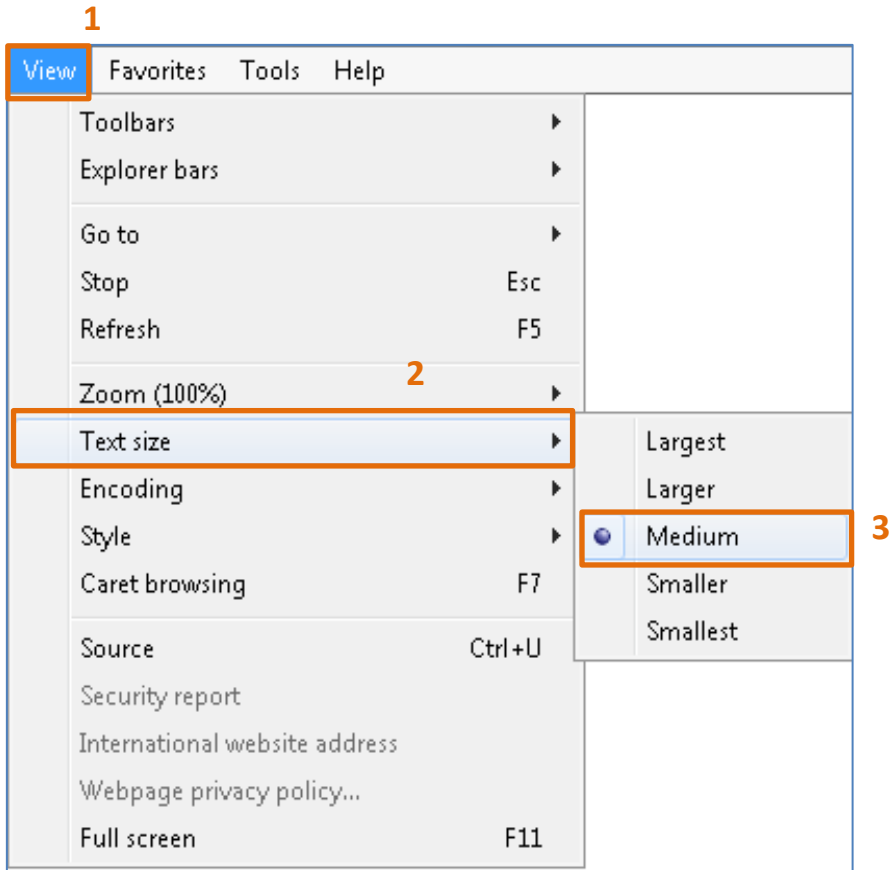 1
View Favorites Tools Help
Toolbars
Explorer bars
Go to
Stop Esc
Refresh F5
2
Zoom (100%)
Text size
Largest
Encoding
Larger
Style
Medium
3
Caret browsing F7
Smaller
Smallest
Source Ctrl+U
Security report
International website address
Webpage privacy policy...
Full screen F11